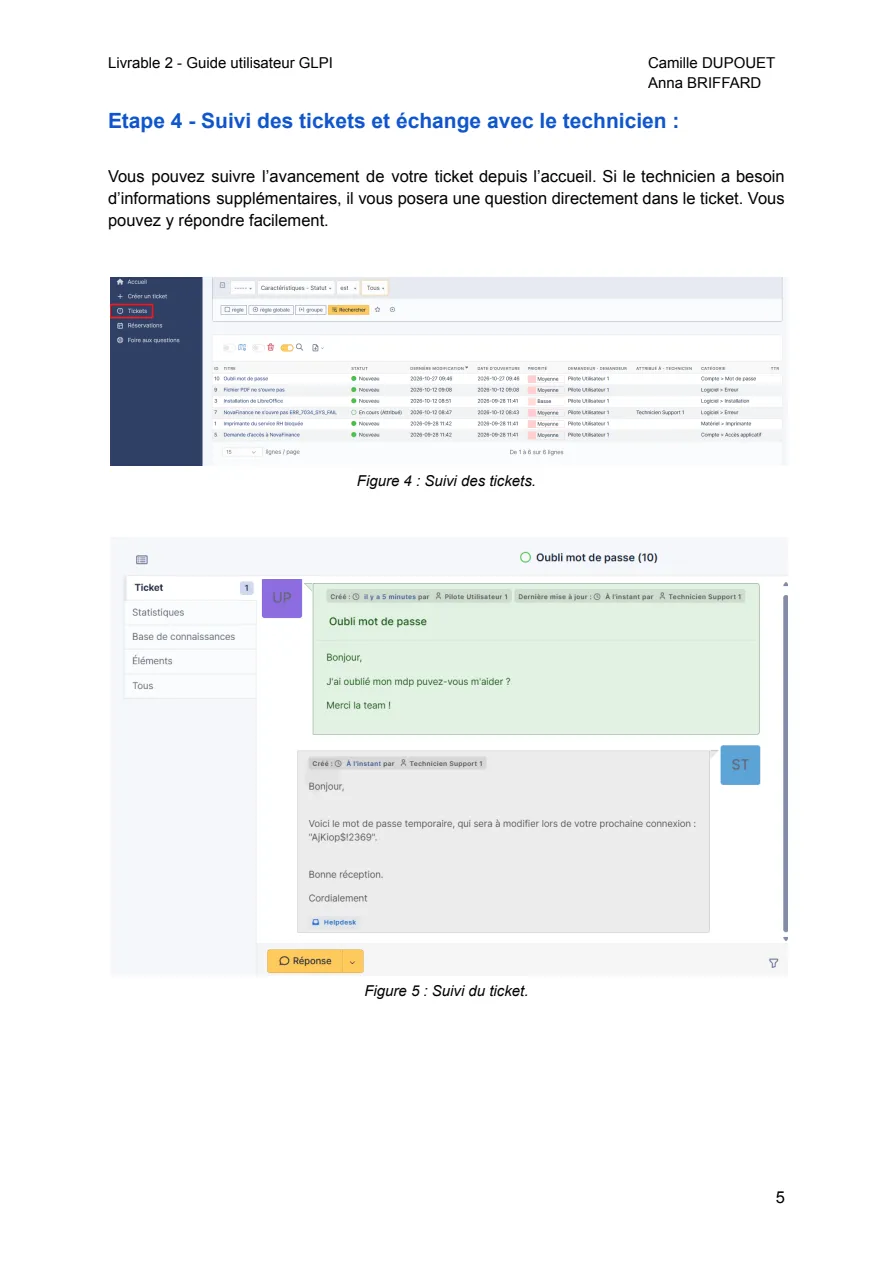 Livrable 2 - Guide utilisateur GLPI
Camille DUPOUET
Anna BRIFFARD
Etape 4 - Suivi des tickets et échange avec le technicien :
Vous pouvez suivre l’avancement de votre ticket depuis l’accueil. Si le technicien a besoin
d’informations supplémentaires, il vous posera une question directement dans le ticket. Vous
pouvez y répondre facilement.
Accueil
Créer un ticket
Tickets
Réservations
Foire aux questions
----- Caractéristiques - Statut est Tous
règle règle globale groupe Rechercher
ID TITRE STATUT DERNIÈRE MODIFICATION DATE D'OUVERTURE PRIORITÉ DEMANDEUR - DEMANDEUR ATTRIBUÉ À - TECHNICIEN CATÉGORIE TTR
10 Oubli mot de passe Nouveau 2026-10-27 09:46 2026-10-27 09:46 Moyenne Pilote Utilisateur 1 Compte > Mot de passe
9 Fichier PDF ne s'ouvre pas Nouveau 2026-10-12 09:08 2026-10-12 09:08 Moyenne Pilote Utilisateur 1 Logiciel > Erreur
3 Installation de LibreOffice Nouveau 2026-10-12 08:51 2026-09-28 11:41 Basse Pilote Utilisateur 1 Logiciel > Installation
7 NovaFinance ne s'ouvre pas ERR_7034_SYS_FAIL En cours (Attribué) 2026-10-12 08:47 2026-10-12 08:43 Moyenne Pilote Utilisateur 1 Technicien Support 1 Logiciel > Erreur
1 Imprimante du service RH bloquée Nouveau 2026-09-28 11:42 2026-09-28 11:41 Moyenne Pilote Utilisateur 1 Matériel > Imprimante
5 Demande d'accès à NovaFinance Nouveau 2026-09-28 11:42 2026-09-28 11:41 Moyenne Pilote Utilisateur 1 Compte > Accès applicatif
15 lignes / page De 1 à 6 sur 6 lignes
Figure 4 : Suivi des tickets.
Oubli mot de passe (10)
Ticket 1
Statistiques
Base de connaissances
Éléments
Tous
UP
Créé : il y a 5 minutes par Pilote Utilisateur 1 Dernière mise à jour : À l'instant par Technicien Support 1
Oubli mot de passe
Bonjour,
J'ai oublié mon mdp puvez-vous m'aider ?
Merci la team !
ST
Créé : À l'instant par Technicien Support 1
Bonjour,
Voici le mot de passe temporaire, qui sera à modifier lors de votre prochaine connexion :
"AjKiop$!2369".
Bonne réception.
Cordialement
Helpdesk
Réponse
Figure 5 : Suivi du ticket.
5